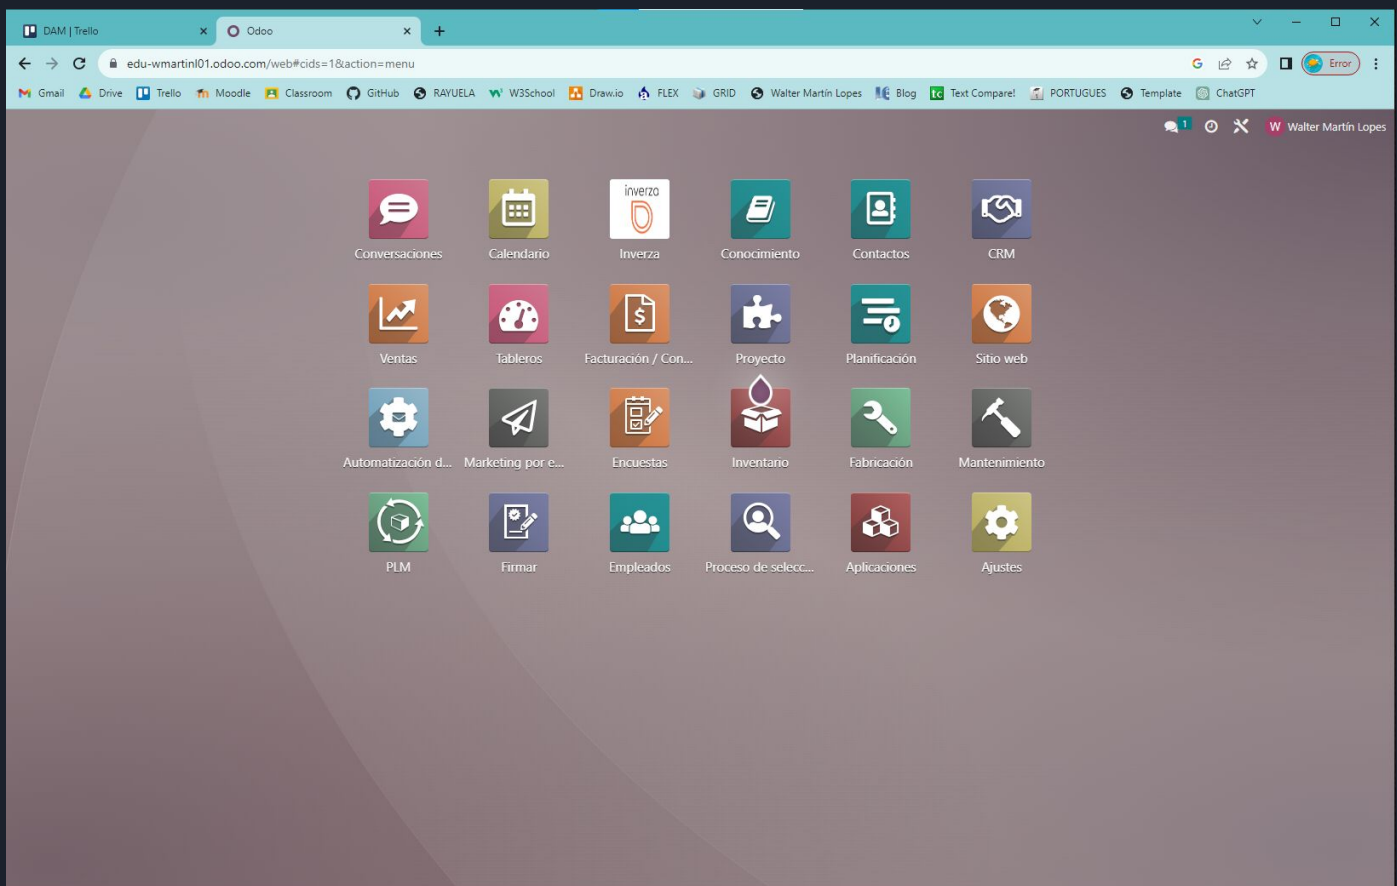 DAM | Trello
Odoo
edu-wmartinl01.odoo.com/web#cids=1&action=menu
Error
Gmail Drive Trello Moodle Classroom GitHub RAYUELA W3School Draw.io FLEX GRID Walter Martín Lopes Blog Text Compare! PORTUGUES Template ChatGPT
1 W Walter Martín Lopes
inverza
Conversaciones Calendario Inverza Conocimiento Contactos CRM
Ventas Tableros Facturación / Con... Proyecto Planificación Sitio web
Automatización d... Marketing por e... Encuestas Inventario Fabricación Mantenimiento
PLM Firmar Empleados Proceso de selecc... Aplicaciones Ajustes